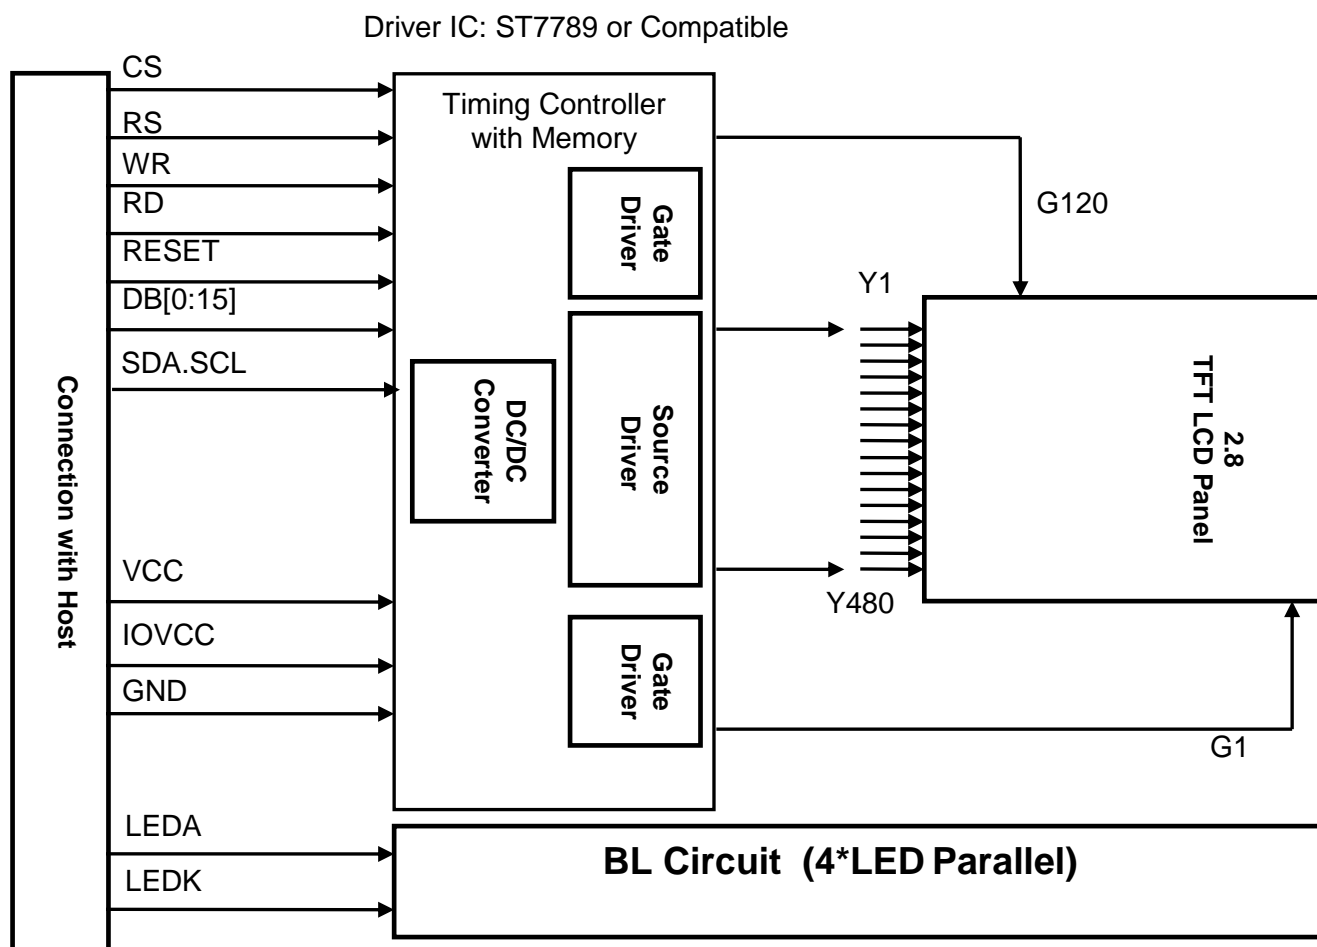 Driver IC: ST7789 or Compatible
CS
RS
WR
RD
RESET
DB[0:15]
SDA.SCL
VCC
IOVCC
GND
LEDA
LEDK
Connection with Host
Timing Controller
with Memory
Gate
Driver
DC/DC
Converter
Source
Driver
Gate
Driver
G120
Y1
Y480
G1
2.8
TFT LCD Panel
BL Circuit (4*LED Parallel)